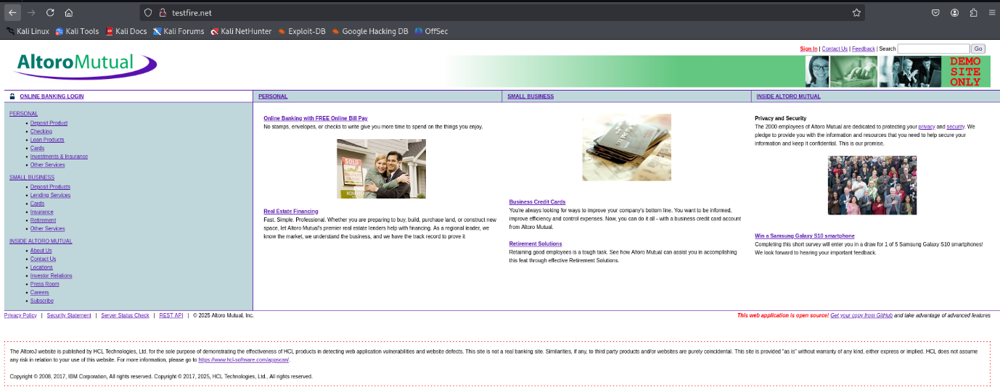 testfire.net
Kali Linux Kali Tools Kali Docs Kali Forums Kali NetHunter Exploit-DB Google Hacking DB OffSec
Sign In | Contact Us | Feedback | Search Go
AltoroMutual
DEMO
SITE
ONLY
ONLINE BANKING LOGIN
PERSONAL
SMALL BUSINESS
INSIDE ALTORO MUTUAL
PERSONAL
Deposit Product
Checking
Loan Products
Cards
Investments & Insurance
Other Services
SMALL BUSINESS
Deposit Products
Lending Services
Cards
Insurance
Retirement
Other Services
INSIDE ALTORO MUTUAL
About Us
Contact Us
Locations
Investor Relations
Press Room
Careers
Subscribe
Online Banking with FREE Online Bill Pay
No stamps, envelopes, or checks to write give you more time to spend on the things you enjoy.
SOLD
Real Estate Financing
Fast. Simple. Professional. Whether you are preparing to buy, build, purchase land, or construct new
space, let Altoro Mutual's premier real estate lenders help with financing. As a regional leader, we
know the market, we understand the business, and we have the track record to prove it
Business Credit Cards
You're always looking for ways to improve your company's bottom line. You want to be informed,
improve efficiency and control expenses. Now, you can do it all - with a business credit card account
from Altoro Mutual.
Retirement Solutions
Retaining good employees is a tough task. See how Altoro Mutual can assist you in accomplishing
this feat through effective Retirement Solutions.
Privacy and Security
The 2000 employees of Altoro Mutual are dedicated to protecting your privacy and security. We
pledge to provide you with the information and resources that you need to help secure your
information and keep it confidential. This is our promise.
Win a Samsung Galaxy S10 smartphone
Completing this short survey will enter you in a draw for 1 of 5 Samsung Galaxy S10 smartphones!
We look forward to hearing your important feedback.
Privacy Policy | Security Statement | Server Status Check | REST API | © 2025 Altoro Mutual, Inc.
This web application is open source! Get your copy from GitHub and take advantage of advanced features
The AltoroJ website is published by HCL Technologies, Ltd. for the sole purpose of demonstrating the effectiveness of HCL products in detecting web application vulnerabilities and website defects. This site is not a real banking site. Similarities, if any, to third party products and/or websites are purely coincidental. This site is provided "as is" without warranty of any kind, either express or implied. HCL does not assume
any risk in relation to your use of this website. For more information, please go to https://www.hcl-software.com/appscan/.
Copyright © 2008, 2017, IBM Corporation, All rights reserved. Copyright © 2017, 2025, HCL Technologies, Ltd., All rights reserved.